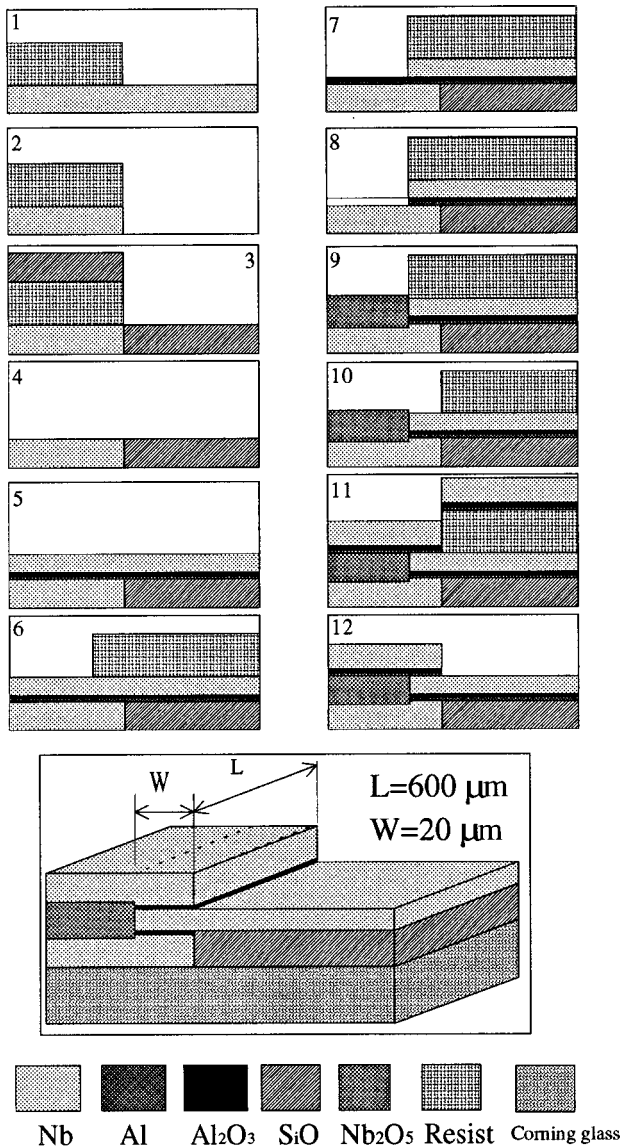 1
2
3
4
5
6
7
8
9
10
11
12
W
L
L=600 μm
W=20 μm
Nb
Al
Al₂O₃
SiO
Nb₂O₅
Resist
Corning glass